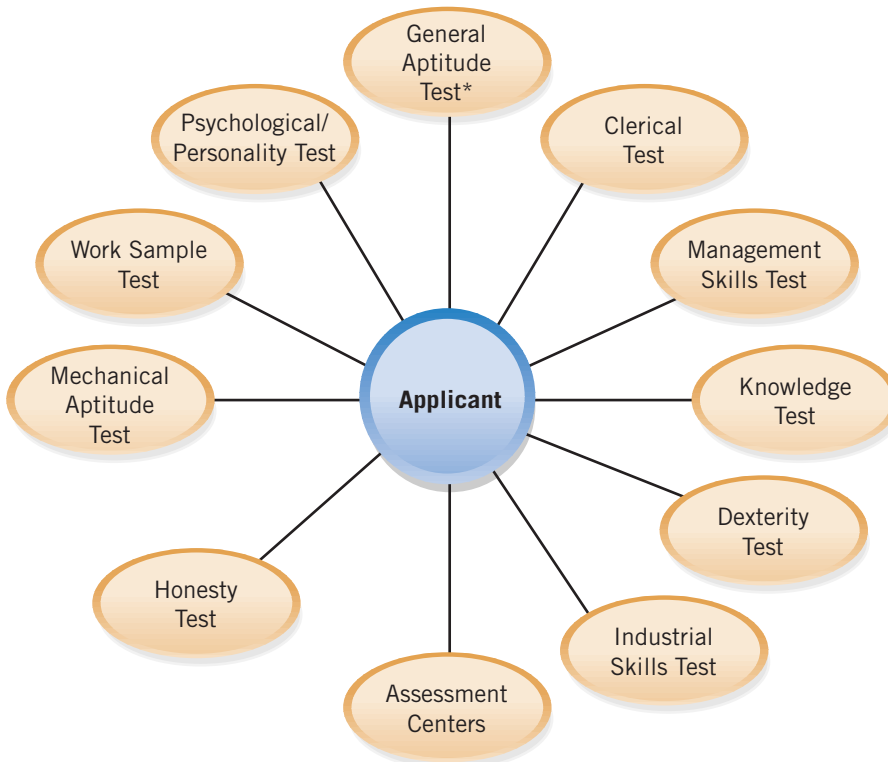 General
Aptitude
Test*
Psychological/
Personality Test
Clerical
Test
Work Sample
Test
Management
Skills Test
Mechanical
Aptitude
Test
Applicant
Knowledge
Test
Dexterity
Test
Honesty
Test
Industrial
Skills Test
Assessment
Centers